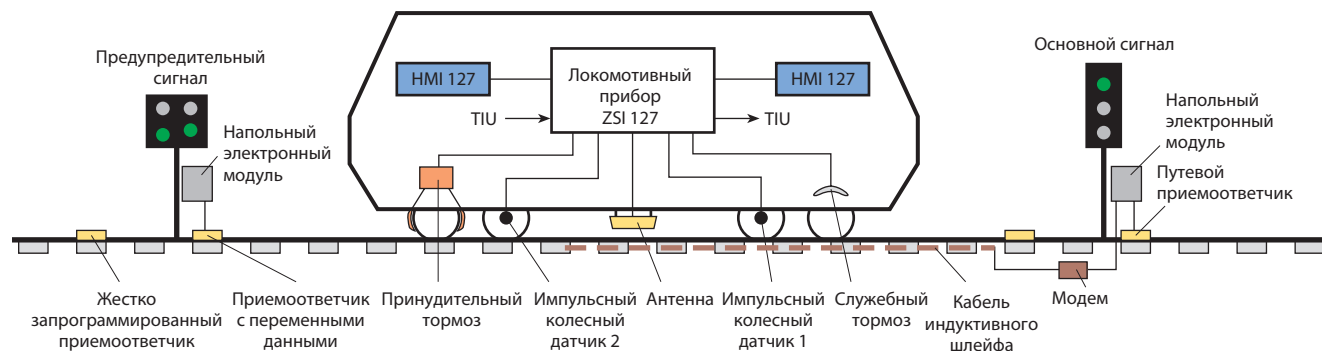 Предупредительный
сигнал
Напольный
электронный
модуль
HMI 127
Локомотивный
прибор
ZSI 127
HMI 127
TIU
TIU
Основной сигнал
Напольный
электронный
модуль
Путевой
приемоответчик
Жестко
запрограммированный
приемоответчик
Приемоответчик
с переменными
данными
Принудительный
тормоз
Импульсный
колесный
датчик 2
Антенна
Импульсный
колесный
датчик 1
Служебный
тормоз
Кабель
индуктивного
шлейфа
Модем